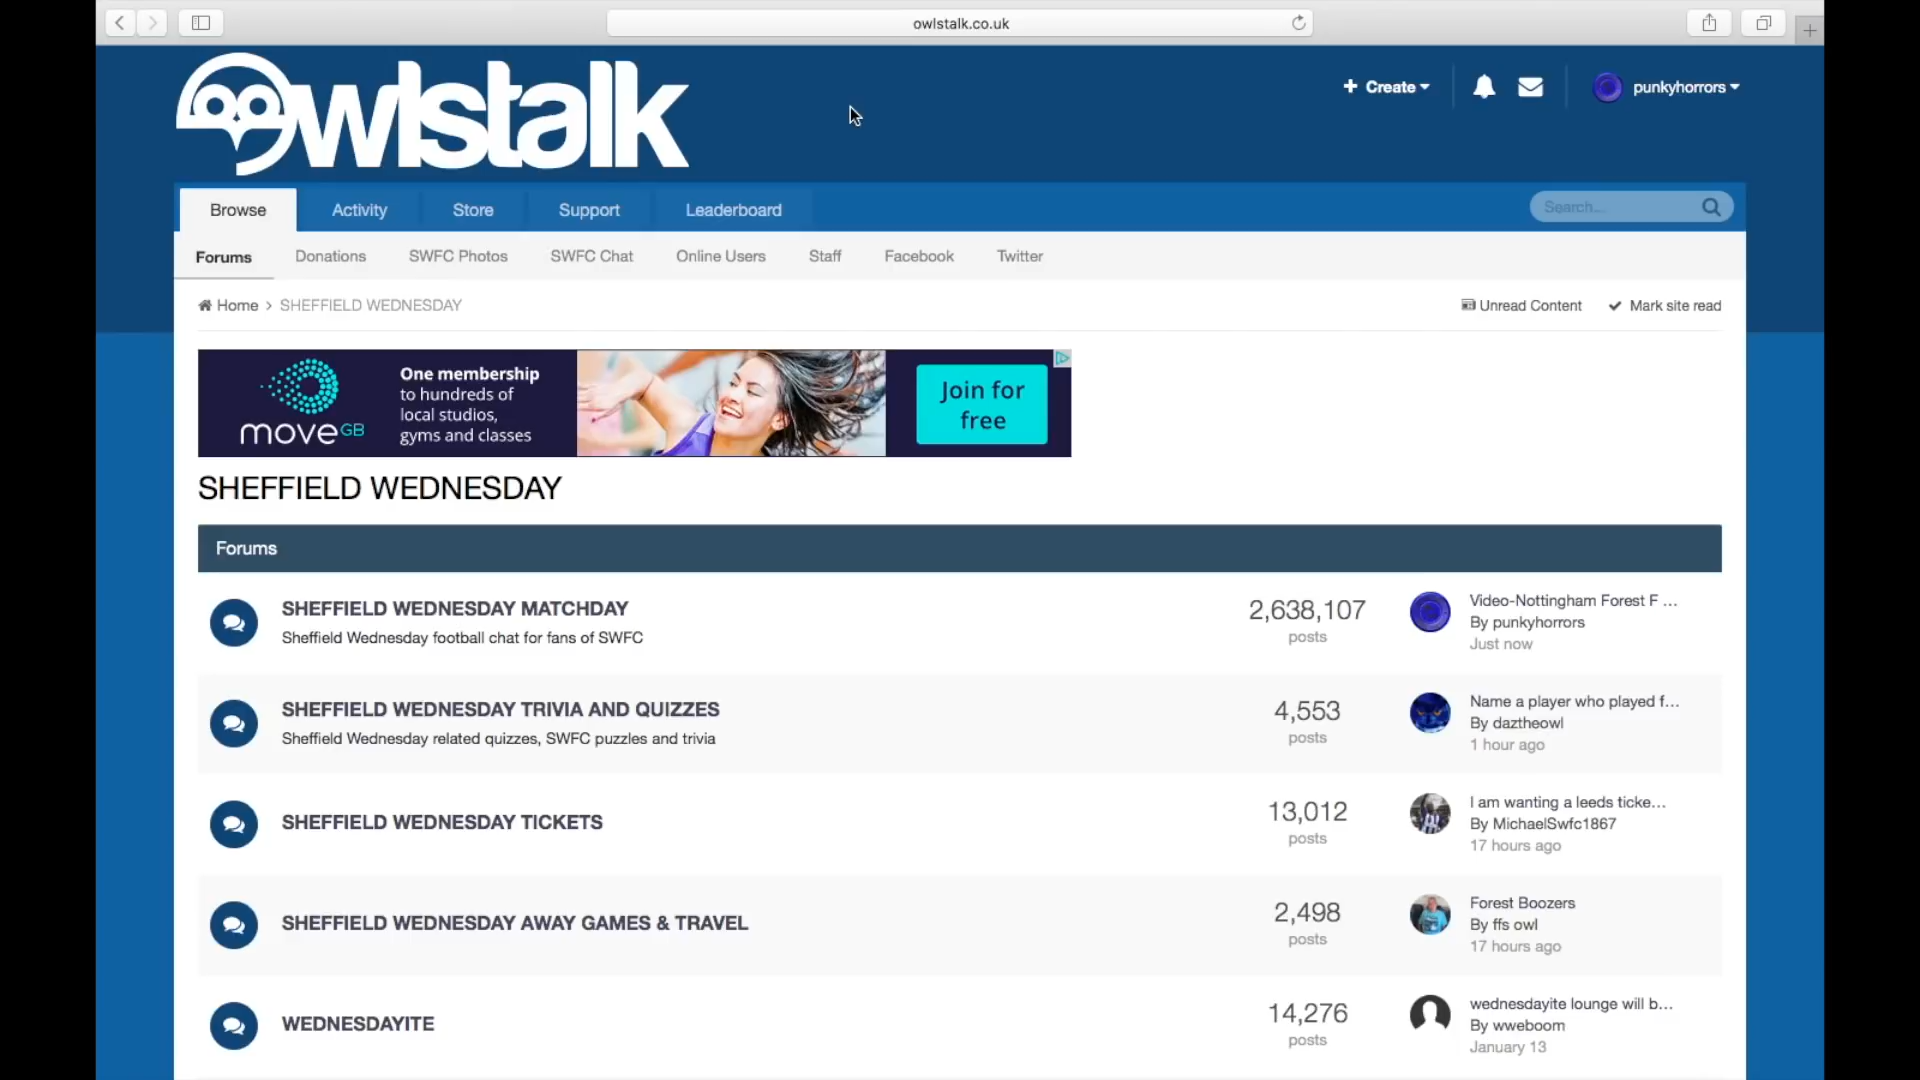 owlstalk.co.uk
owlstalk
Create
punkyhorrors
Browse
Activity
Store
Support
Leaderboard
Search...
Forums
Donations
SWFC Photos
SWFC Chat
Online Users
Staff
Facebook
Twitter
Home > SHEFFIELD WEDNESDAY
Unread Content
Mark site read
moveGB
One membership
to hundreds of
local studios,
gyms and classes
Join for
free
SHEFFIELD WEDNESDAY
Forums
SHEFFIELD WEDNESDAY MATCHDAY
Sheffield Wednesday football chat for fans of SWFC
2,638,107
posts
Video-Nottingham Forest F ...
By punkyhorrors
Just now
SHEFFIELD WEDNESDAY TRIVIA AND QUIZZES
Sheffield Wednesday related quizzes, SWFC puzzles and trivia
4,553
posts
Name a player who played f...
By daztheowl
1 hour ago
SHEFFIELD WEDNESDAY TICKETS
13,012
posts
I am wanting a leeds ticke...
By MichaelSwfc1867
17 hours ago
SHEFFIELD WEDNESDAY AWAY GAMES & TRAVEL
2,498
posts
Forest Boozers
By ffs owl
17 hours ago
WEDNESDAYITE
14,276
posts
wednesdayite lounge will b...
By wweboom
January 13